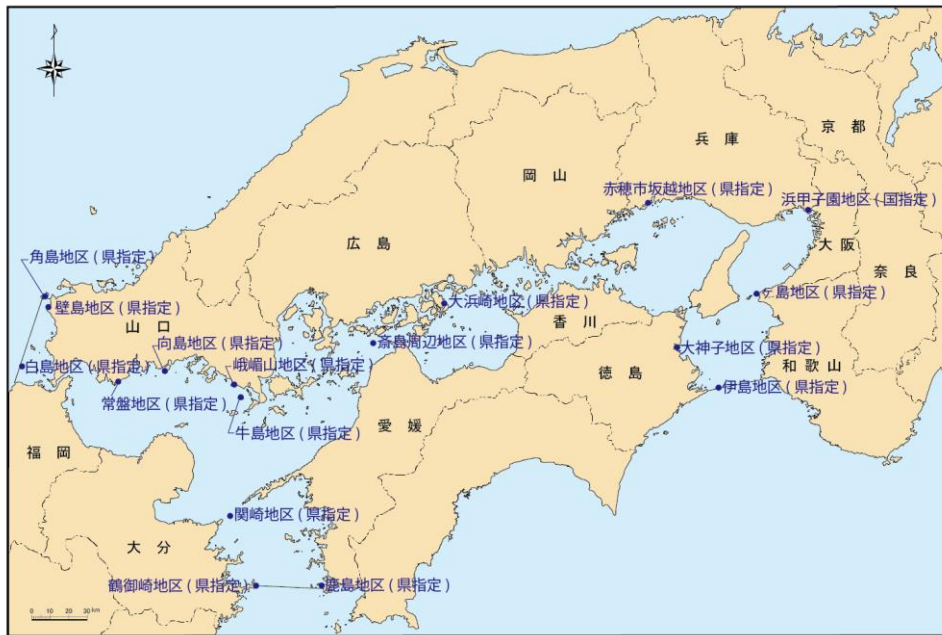 京 都
兵 庫
岡 山
赤穂市坂越地区(県指定)
浜甲子園地区(国指定)
広 島
大 阪
角島地区(県指定)
奈 良
壁島地区(県指定)
ヶ島地区(県指定)
大浜崎地区(県指定)
山 口
香 川
向島地区(県指定)
斎島周辺地区(県指定)
大神子地区(県指定)
白島地区(県指定)
峨嵋山地区(県指定)
徳 島
和歌山
常盤地区(県指定)
伊島地区(県指定)
愛 媛
牛島地区(県指定)
福 岡
関崎地区(県指定)
大 分
鶴御崎地区(県指定)
鹿島地区(県指定)
0 10 20 30 km